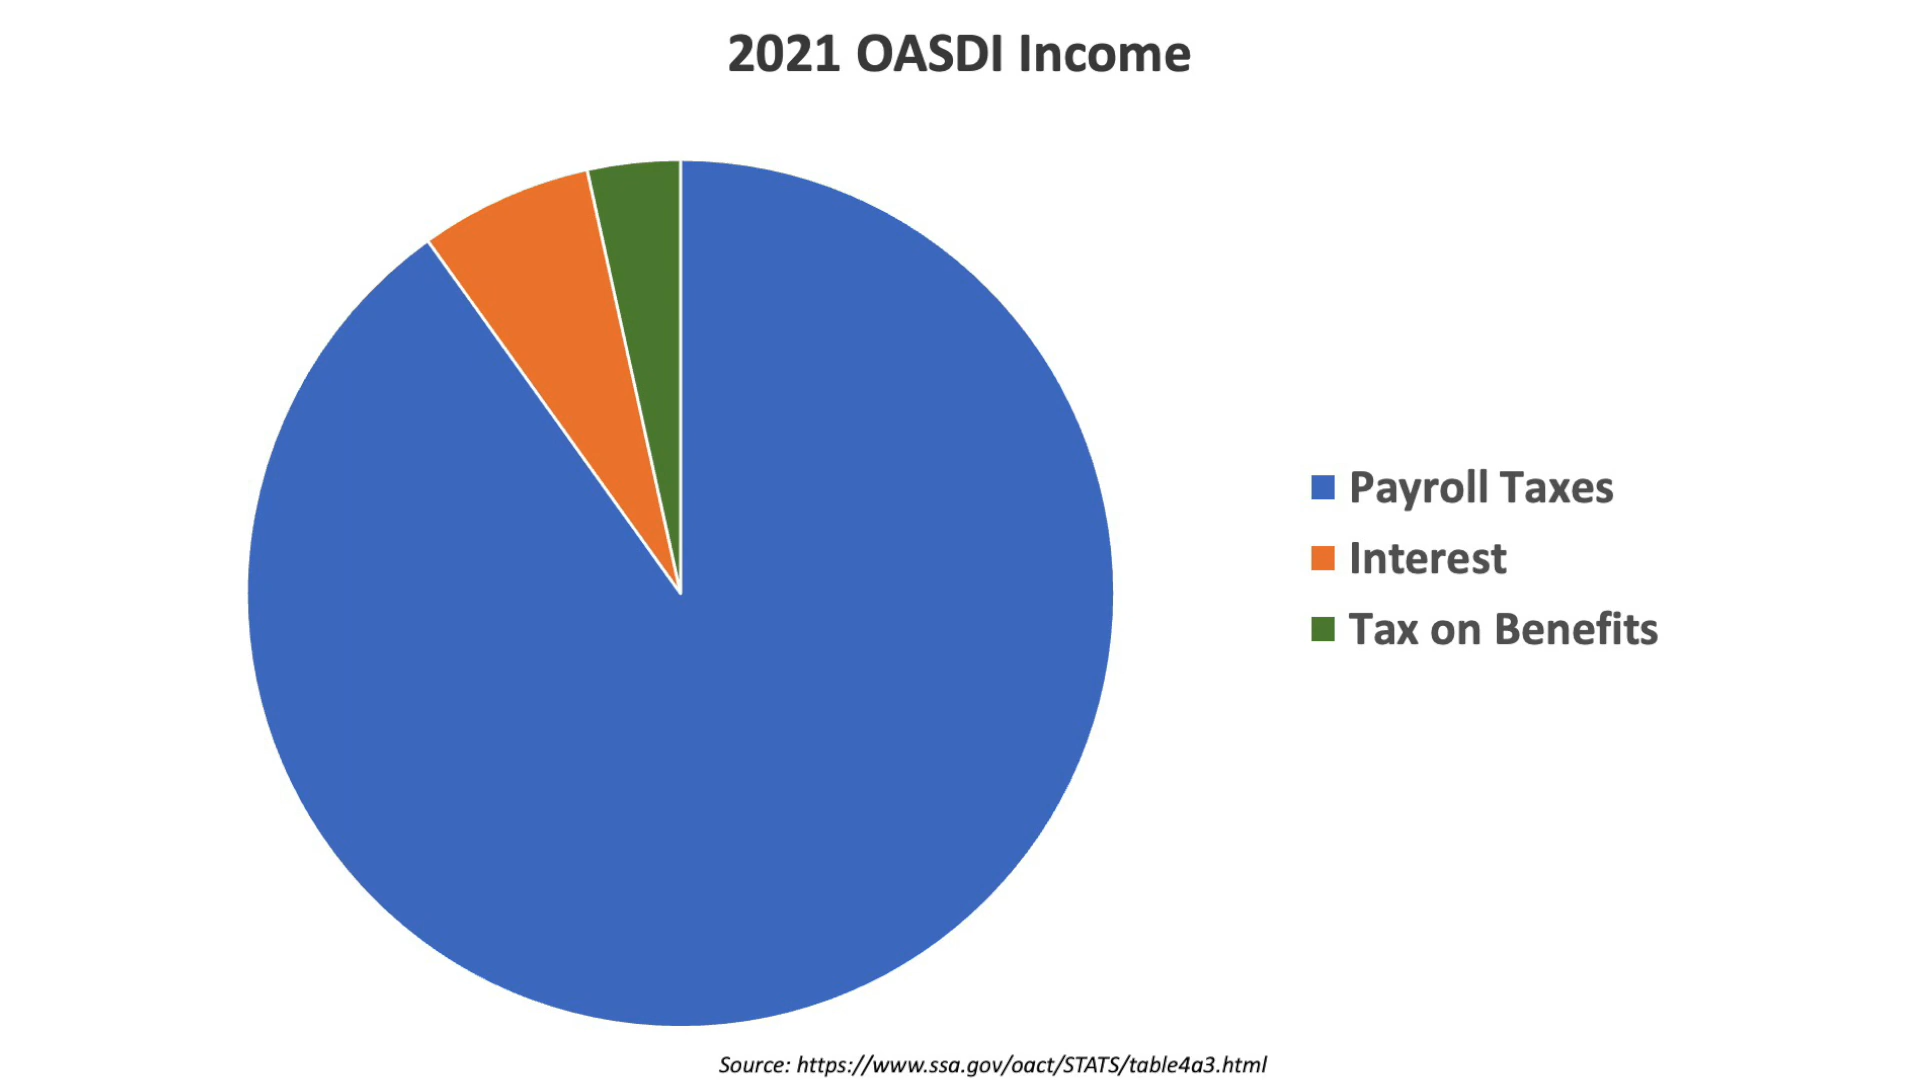 2021 OASDI Income
Payroll Taxes
Interest
Tax on Benefits
Source: https://www.ssa.gov/oact/STATS/table4a3.html